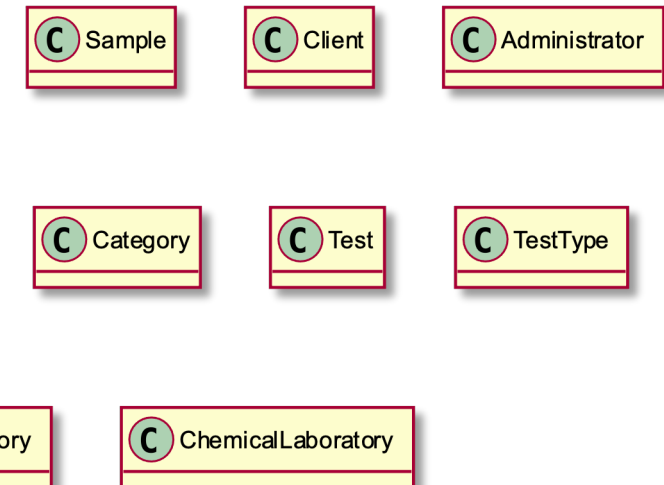 C Sample C Client C Administrator
C Category C Test C TestType
ory C ChemicalLaboratory